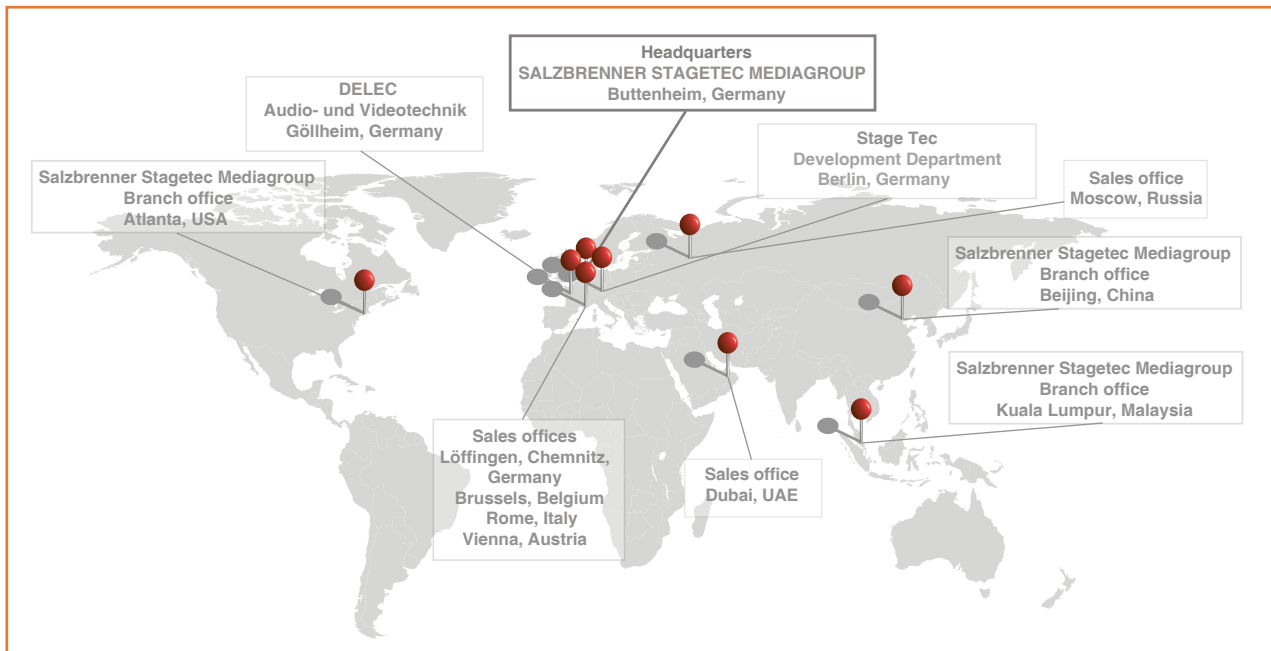 Headquarters
SALZBRENNER STAGETEC MEDIAGROUP
Buttenheim, Germany
DELEC
Audio- und Videotechnik
Göllheim, Germany
Stage Tec
Development Department
Berlin, Germany
Salzbrenner Stagetec Mediagroup
Branch office
Atlanta, USA
Sales office
Moscow, Russia
Salzbrenner Stagetec Mediagroup
Branch office
Beijing, China
Salzbrenner Stagetec Mediagroup
Branch office
Kuala Lumpur, Malaysia
Sales offices
Löffingen, Chemnitz,
Germany
Brussels, Belgium
Rome, Italy
Vienna, Austria
Sales office
Dubai, UAE